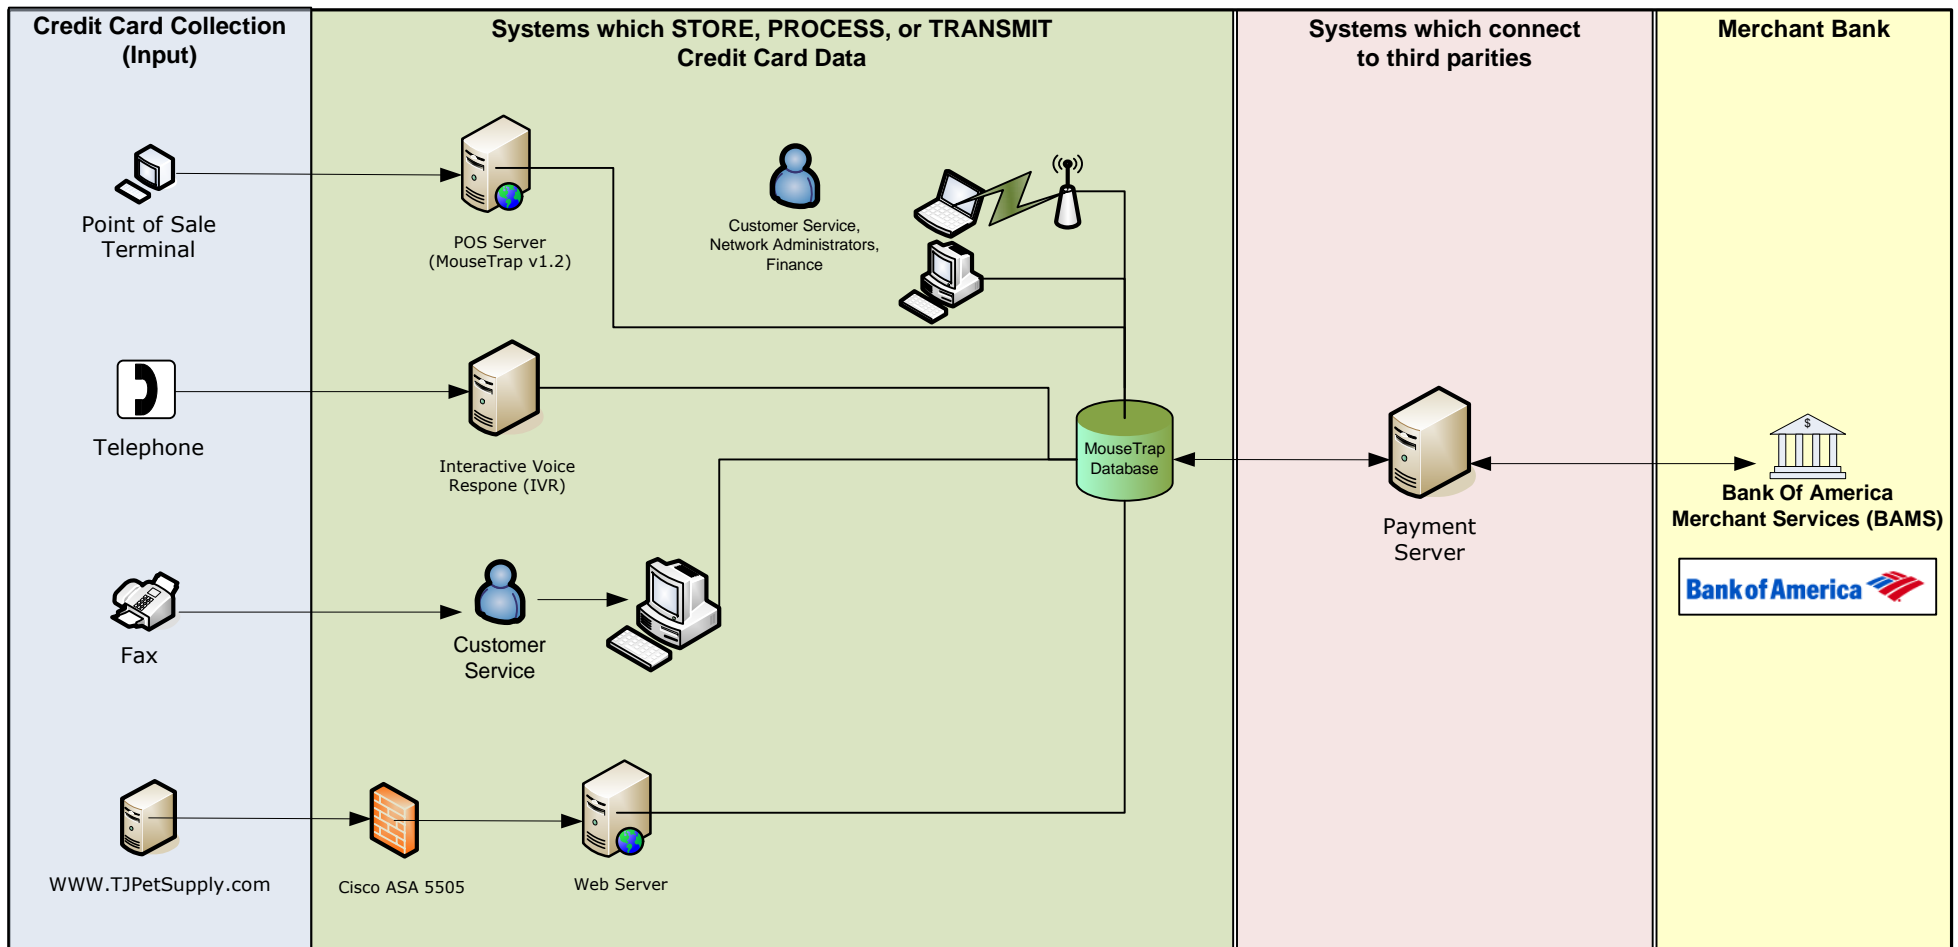 Credit Card Collection
(Input)
Systems which STORE, PROCESS, or TRANSMIT
Credit Card Data
Systems which connect
to third parities
Merchant Bank
Point of Sale
Terminal
POS Server
(MouseTrap v1.2)
Customer Service,
Network Administrators,
Finance
Telephone
Interactive Voice
Respone (IVR)
MouseTrap
Database
Payment
Server
$
Bank Of America
Merchant Services (BAMS)
Bank of America
Fax
Customer
Service
WWW.TJPetSupply.com
Cisco ASA 5505
Web Server